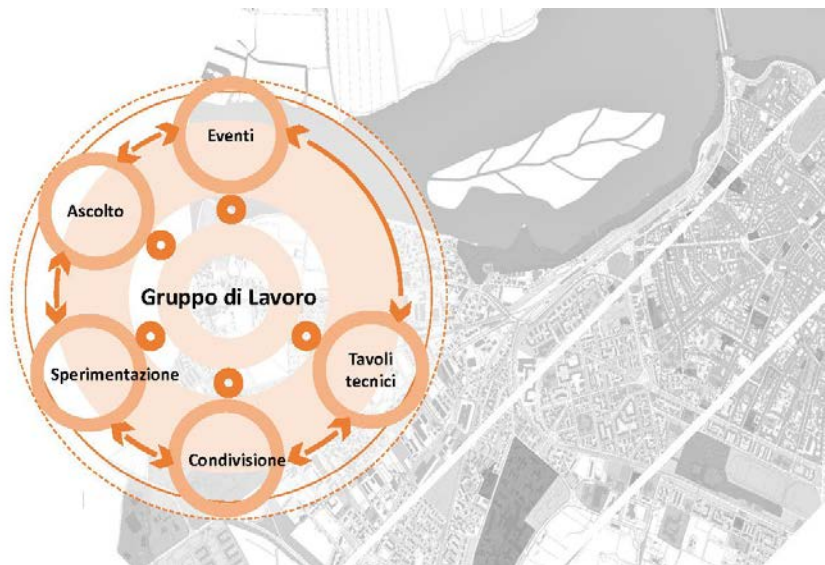 Eventi
Ascolto
Gruppo di Lavoro
Sperimentazione
Tavoli
tecnici
Condivisione